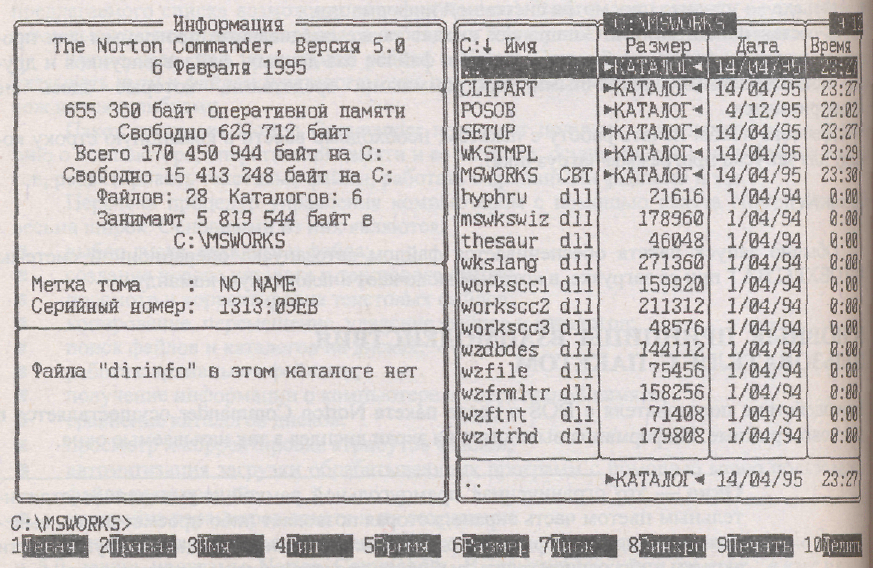 Информация
The Norton Commander, Версия 5.0
6 Февраля 1995
655 360 байт оперативной памяти
Свободно 629 712 байт
Всего 170 450 944 байт на C:
Свободно 15 413 248 байт на C:
Файлов: 28 Каталогов: 6
Занимают 5 819 544 байт в
C:\MSWORKS
Метка тома : NO NAME
Серийный номер: 1313:09EB
Файла "dirinfo" в этом каталоге нет
C:\MSWORKS
C:↓ Имя Размер Дата Время
.. ►КАТАЛОГ◄ 14/04/95 23:27
CLIPART ►КАТАЛОГ◄ 14/04/95 23:27
POSOB ►КАТАЛОГ◄ 4/12/95 22:02
SETUP ►КАТАЛОГ◄ 14/04/95 23:27
WKSTMPL ►КАТАЛОГ◄ 14/04/95 23:29
MSWORKS CBT ►КАТАЛОГ◄ 14/04/95 23:30
hyphnr dll 21616 1/04/94 0:00
mswkswiz dll 178960 1/04/94 0:00
thesaur dll 46048 1/04/94 0:00
wkslang dll 271360 1/04/94 0:00
workscc1 dll 159920 1/04/94 0:00
workscc2 dll 211312 1/04/94 0:00
workscc3 dll 48576 1/04/94 0:00
wzdbdes dll 144112 1/04/94 0:00
wzfile dll 75456 1/04/94 0:00
wzfrmltr dll 158256 1/04/94 0:00
wzftnt dll 71408 1/04/94 0:00
wzltrhd dll 179808 1/04/94 0:00
.. ►КАТАЛОГ◄ 14/04/95 23:27
C:\MSWORKS>
1Левая 2Правая 3Имя 4Тип 5Время 6Размер 7Диск 8Синхро 9Печать 10Делит